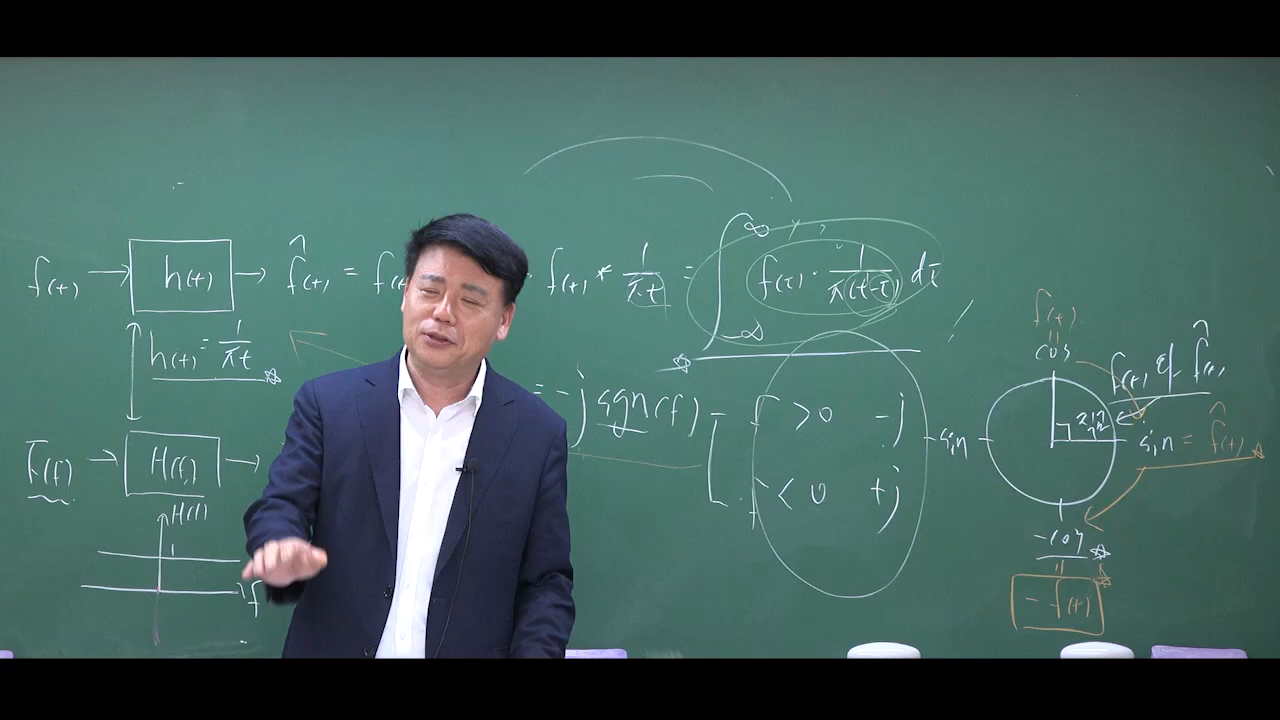 f(t) → h(t) → f̂(t) = f(t) * 1/πt = ∫_{-∞}^{∞} f(τ) · 1/π(t-τ) dτ
h(t) = 1/πt
f(t)
=
cos
f(t) 와 f̂(t)
= -j sgn(f) - [ f > 0 -j
f < 0 +j
-sin
직교
sin = f̂(t)
F(f) → H(f) →
H(f)
1
f
-cos
=
- f(t)